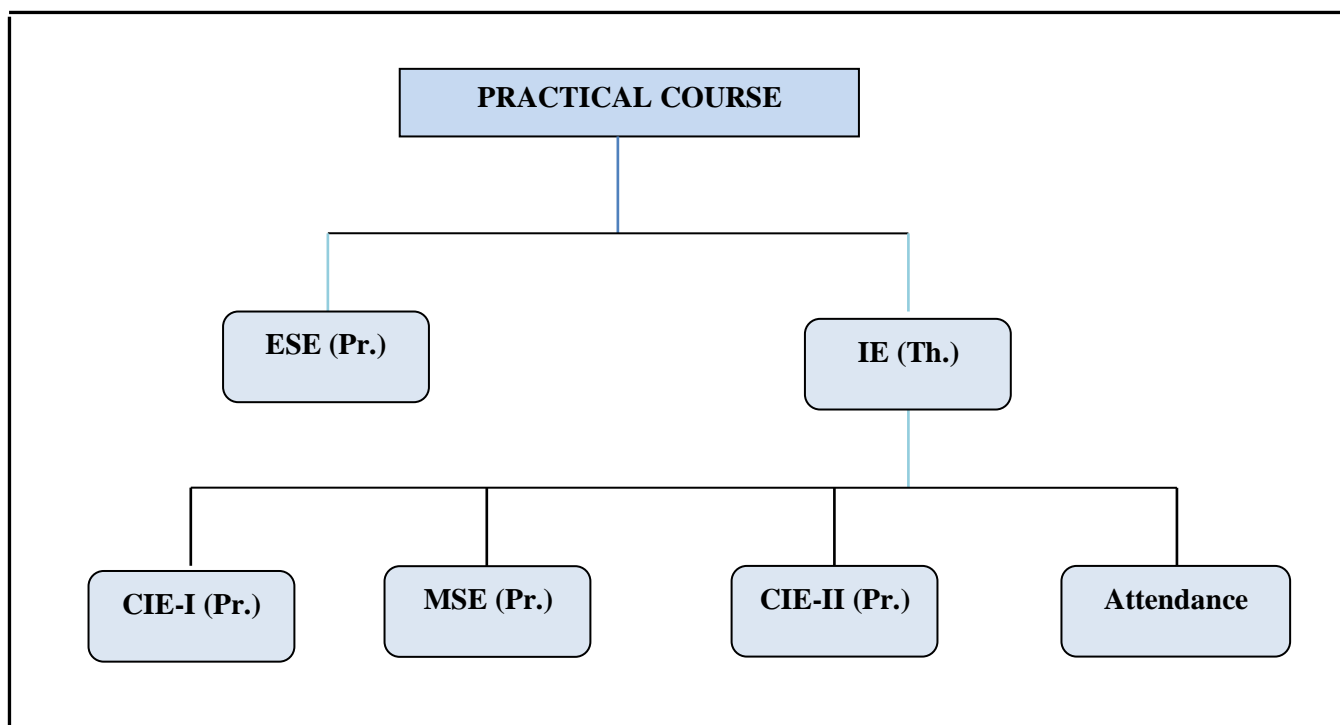 PRACTICAL COURSE
ESE (Pr.)
IE (Th.)
CIE-I (Pr.)
MSE (Pr.)
CIE-II (Pr.)
Attendance